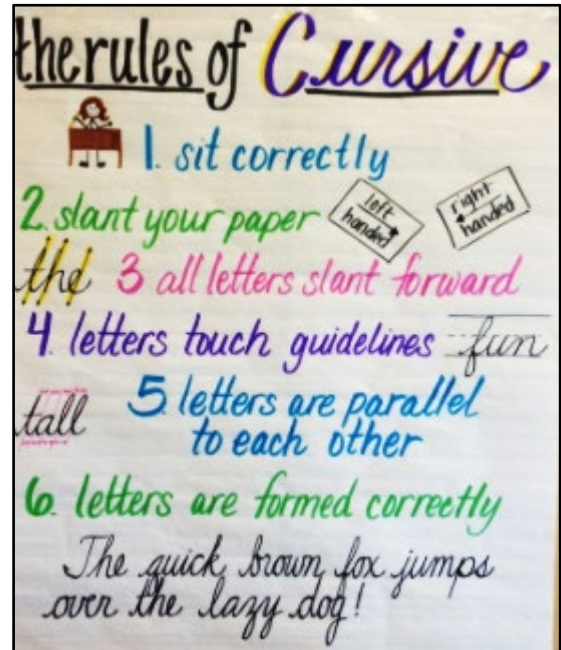 the rules of Cursive
1. sit correctly
2. slant your paper
left handed
right handed
the
3 all letters slant forward
4. letters touch guidelines
fun
tall
5. letters are parallel
to each other
6. letters are formed correctly
The quick brown fox jumps
over the lazy dog!